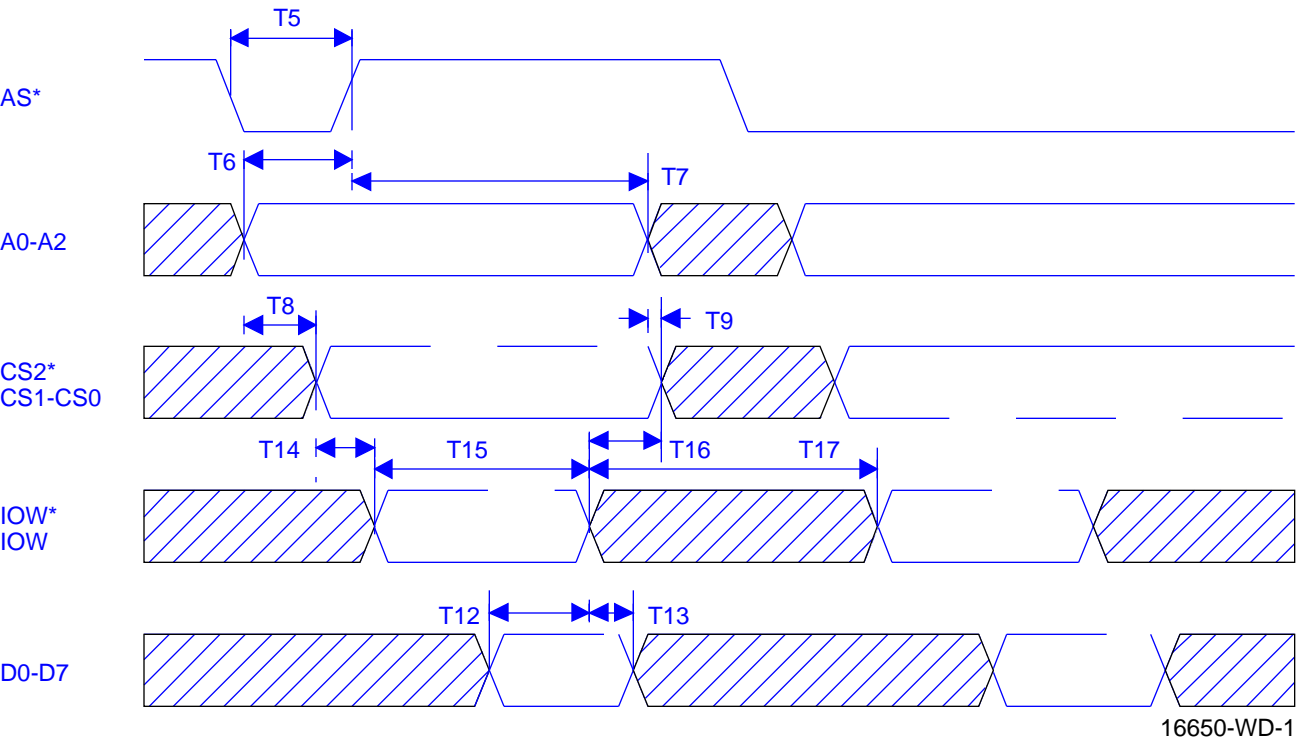 T5
AS*
T6
T7
A0-A2
T8
T9
CS2*
CS1-CS0
T14
T15
T16
T17
IOW*
IOW
T12
T13
D0-D7
16650-WD-1